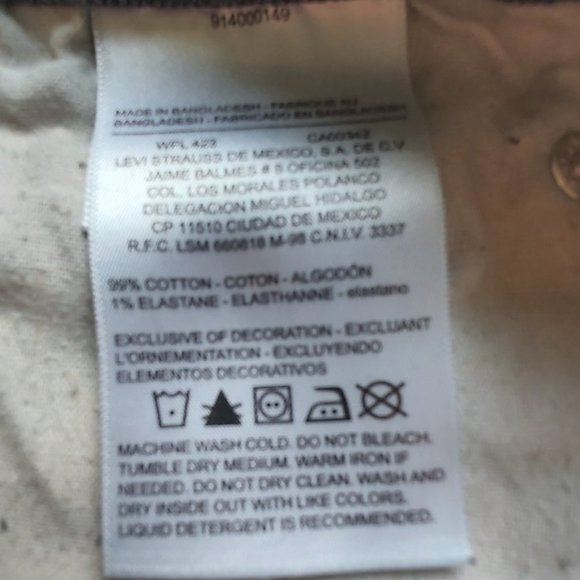 914000149
MADE IN BANGLADESH - FABRIQUE AU
BANGLADESH - FABRICADO EN BANGLADESH
WPL 423 CA00342
LEVI STRAUSS DE MEXICO, S.A. DE C.V
JAIME BALMES # 8 OFICINA 502
COL. LOS MORALES POLANCO
DELEGACION MIGUEL HIDALGO
CP 11510 CIUDAD DE MEXICO
R.F.C. LSM 660818 M-98 C.N.I.V. 3337
99% COTTON - COTON - ALGODÓN
1% ELASTANE - ELASTHANNE - elastano
EXCLUSIVE OF DECORATION - EXCLUANT
L'ORNEMENTATION - EXCLUYENDO
ELEMENTOS DECORATIVOS
MACHINE WASH COLD. DO NOT BLEACH.
TUMBLE DRY MEDIUM. WARM IRON IF
NEEDED. DO NOT DRY CLEAN. WASH AND
DRY INSIDE OUT WITH LIKE COLORS.
LIQUID DETERGENT IS RECOMMENDED.